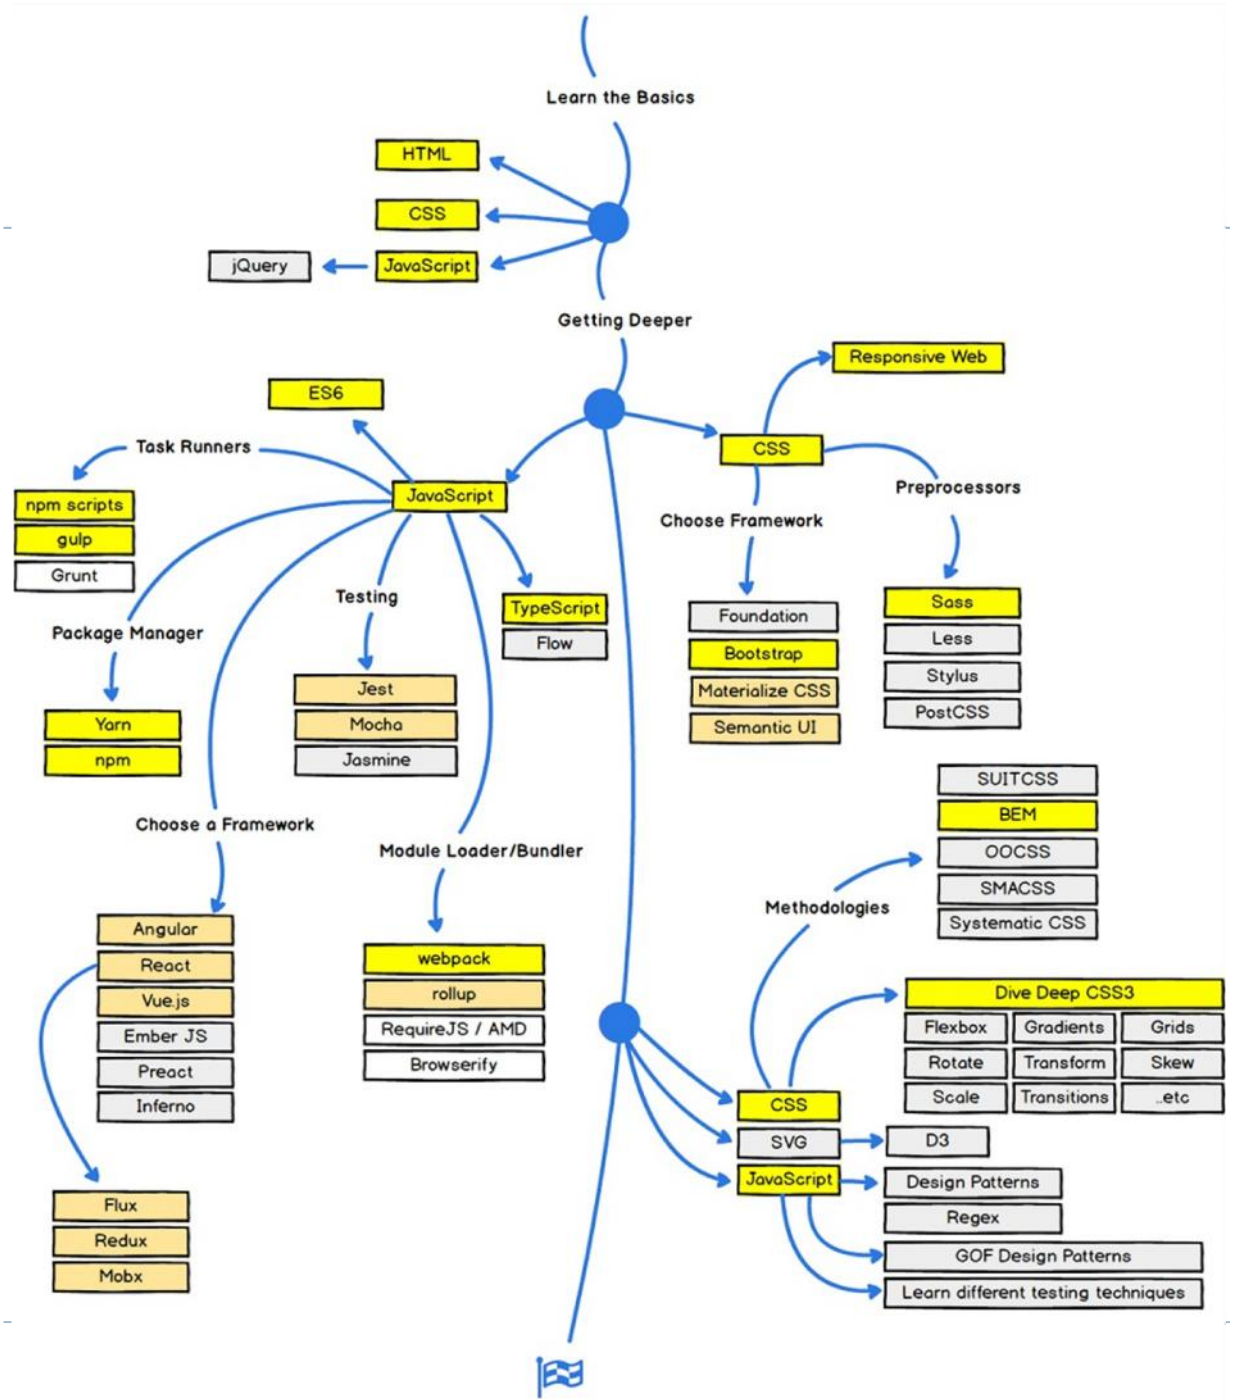 Learn the Basics
HTML
CSS
jQuery
JavaScript
Getting Deeper
Responsive Web
ES6
Task Runners
CSS
npm scripts
gulp
Grunt
JavaScript
Preprocessors
Choose Framework
Testing
TypeScript
Flow
Package Manager
Yarn
npm
Jest
Mocha
Jasmine
Foundation
Bootstrap
Materialize CSS
Semantic UI
Sass
Less
Stylus
PostCSS
SUITCSS
BEM
OOCSS
SMACSS
Systematic CSS
Choose a Framework
Module Loader/Bundler
Methodologies
Angular
React
Vue.js
Ember JS
Preact
Inferno
webpack
rollup
RequireJS / AMD
Browserify
Dive Deep CSS3
Flexbox Gradients Grids
Rotate Transform Skew
Scale Transitions ..etc
CSS
SVG
D3
JavaScript
Design Patterns
Regex
GOF Design Patterns
Learn different testing techniques
Flux
Redux
Mobx